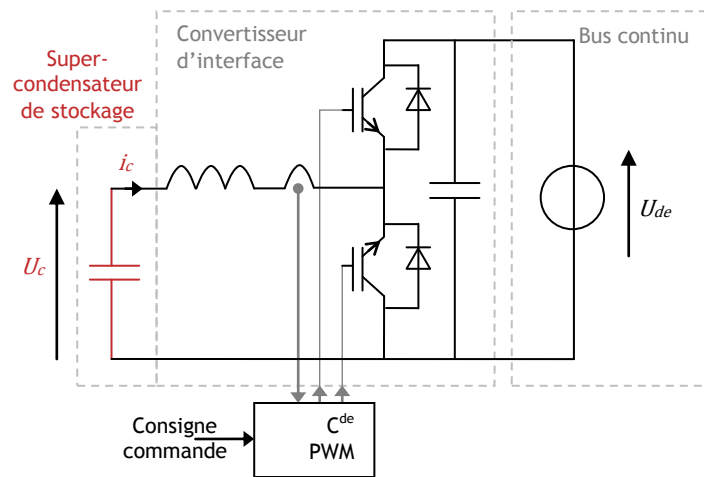 Convertisseur
d'interface
Bus continu
Super-
condensateur
de stockage
ic
Uc
Ude
Consigne
commande
Cde
PWM